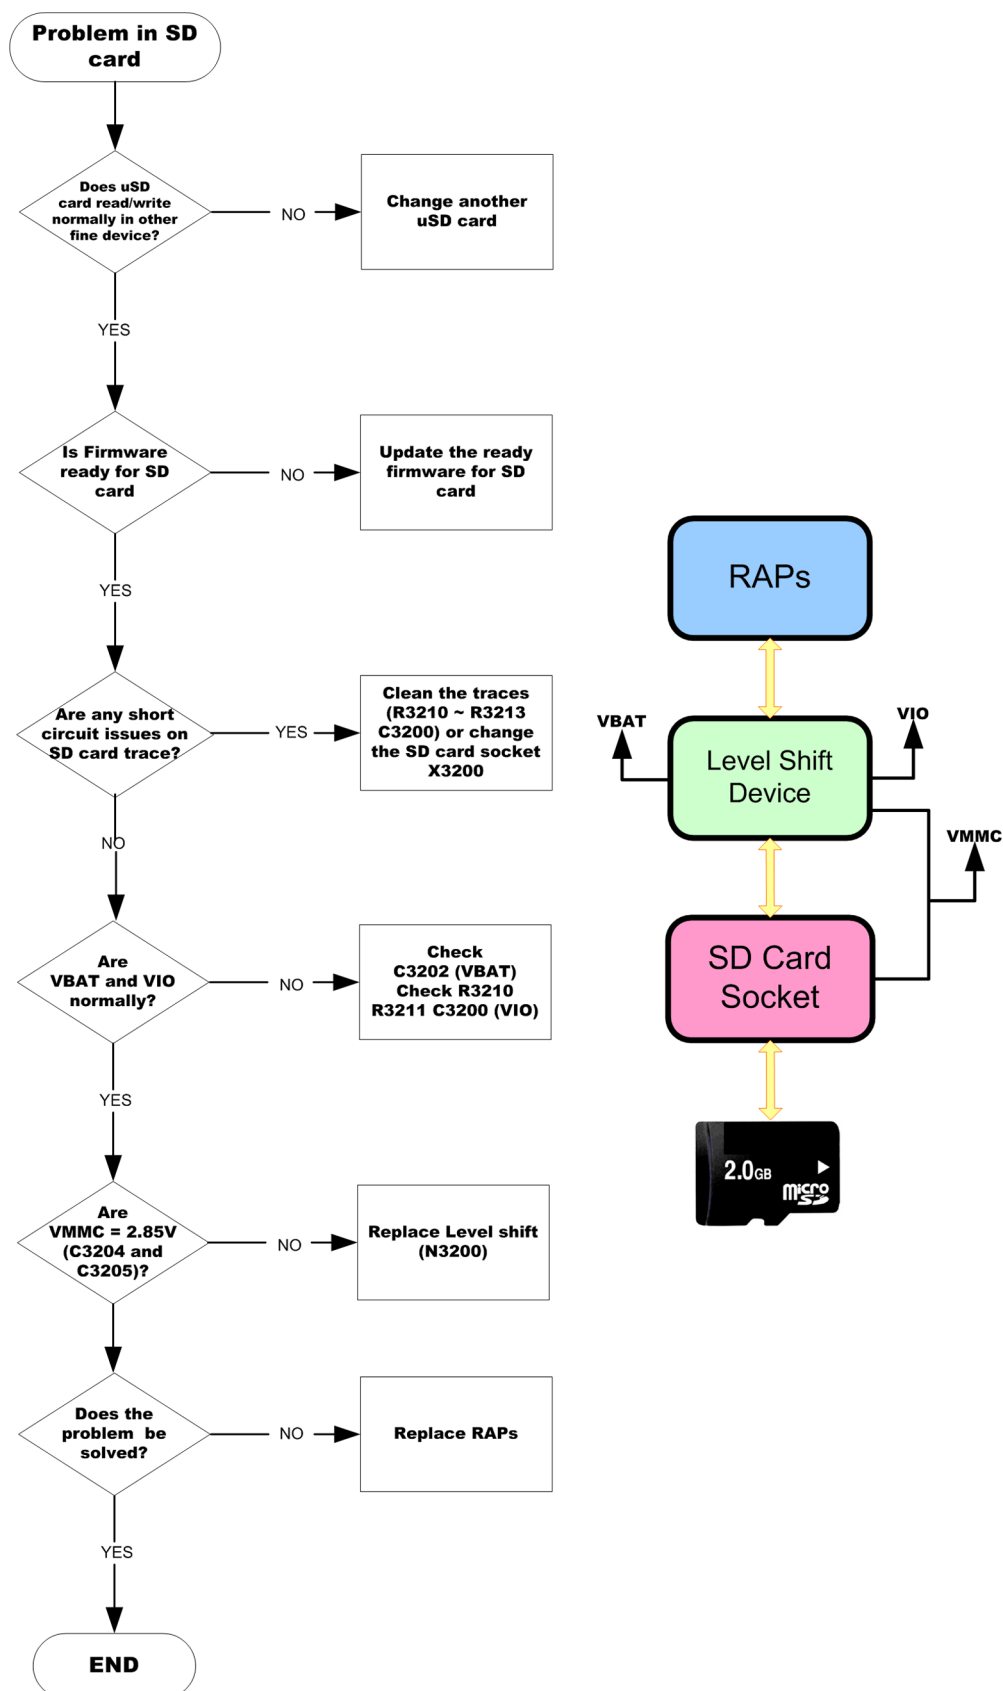 Problem in SD
card
Does uSD
card read/write
normally in other
fine device?
NO
Change another
uSD card
YES
Is Firmware
ready for SD
card
NO
Update the ready
firmware for SD
card
YES
Are any short
circuit issues on
SD card trace?
YES
Clean the traces
(R3210 ~ R3213
C3200) or change
the SD card socket
X3200
NO
Are
VBAT and VIO
normally?
NO
Check
C3202 (VBAT)
Check R3210
R3211 C3200 (VIO)
YES
Are
VMMC = 2.85V
(C3204 and
C3205)?
NO
Replace Level shift
(N3200)
Does the
problem  be
solved?
NO
Replace RAPs
YES
END
RAPs
VBAT
VIO
Level Shift
Device
VMMC
SD Card
Socket
2.0GB
micro
SD